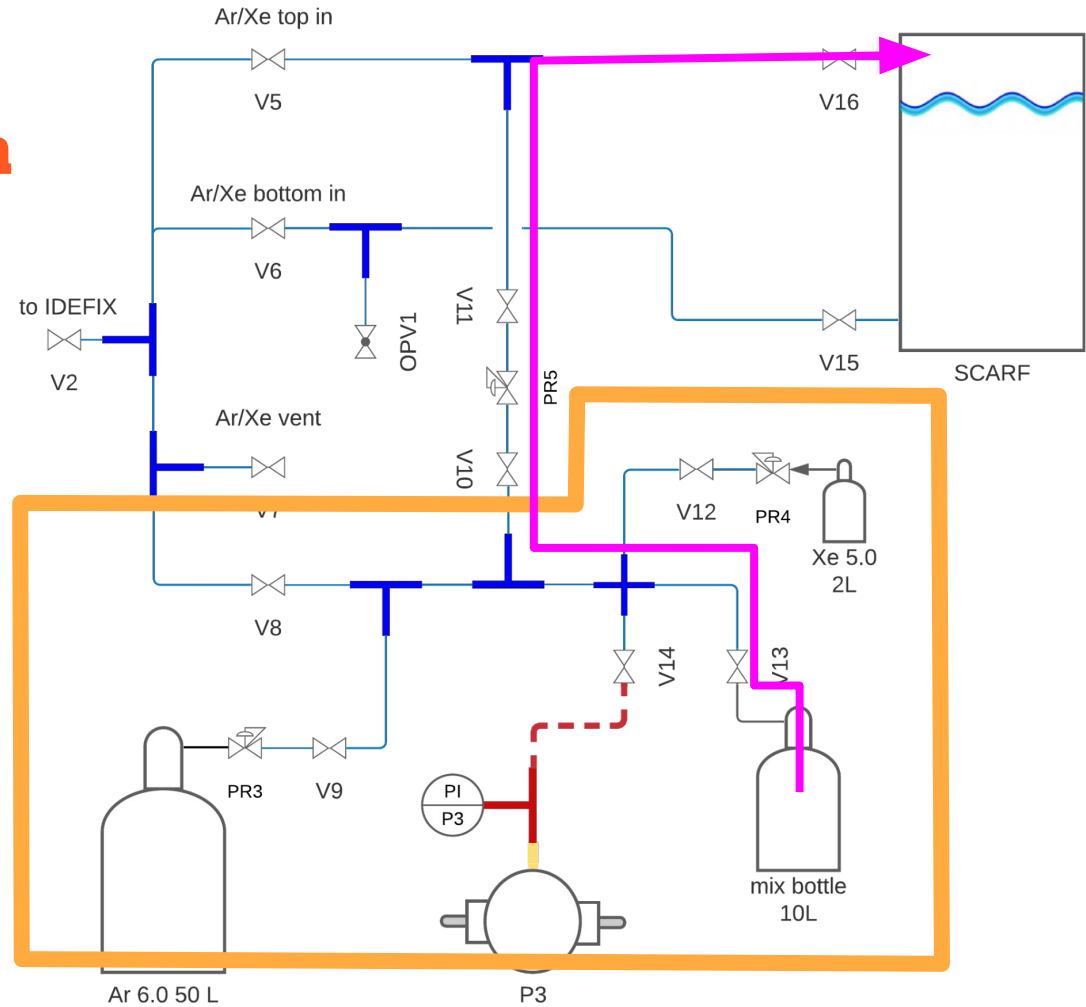 Ar/Xe top in
V5
V16
Ar/Xe bottom in
V6
to IDEFIX
V2
OPV1
V11
V15
SCARF
PR5
Ar/Xe vent
V10
V7
V12
PR4
Xe 5.0
2L
V8
V14
V13
PR3
V9
PI
P3
mix bottle
10L
Ar 6.0 50 L
P3